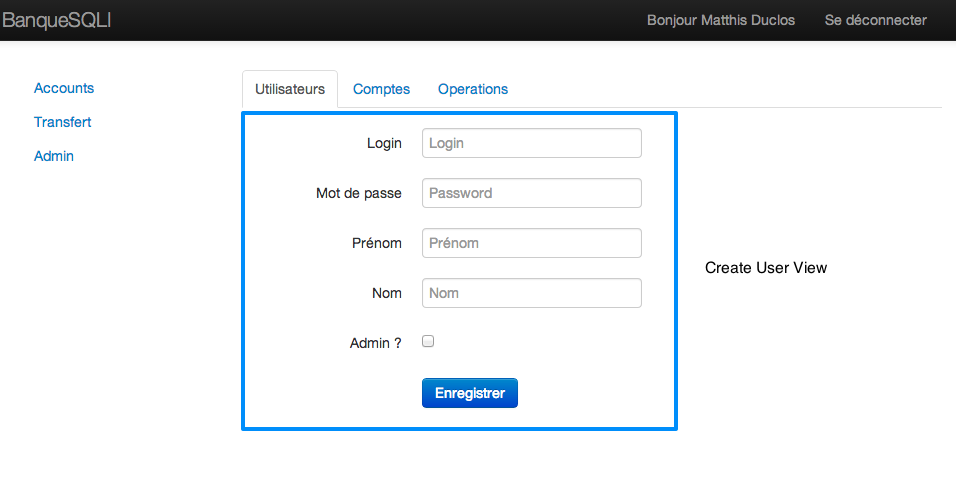 BanqueSQLI
Bonjour Matthis Duclos
Se déconnecter
Accounts
Transfert
Admin
Utilisateurs
Comptes
Operations
Login
Login
Mot de passe
Password
Prénom
Prénom
Nom
Nom
Admin ?
Enregistrer
Create User View